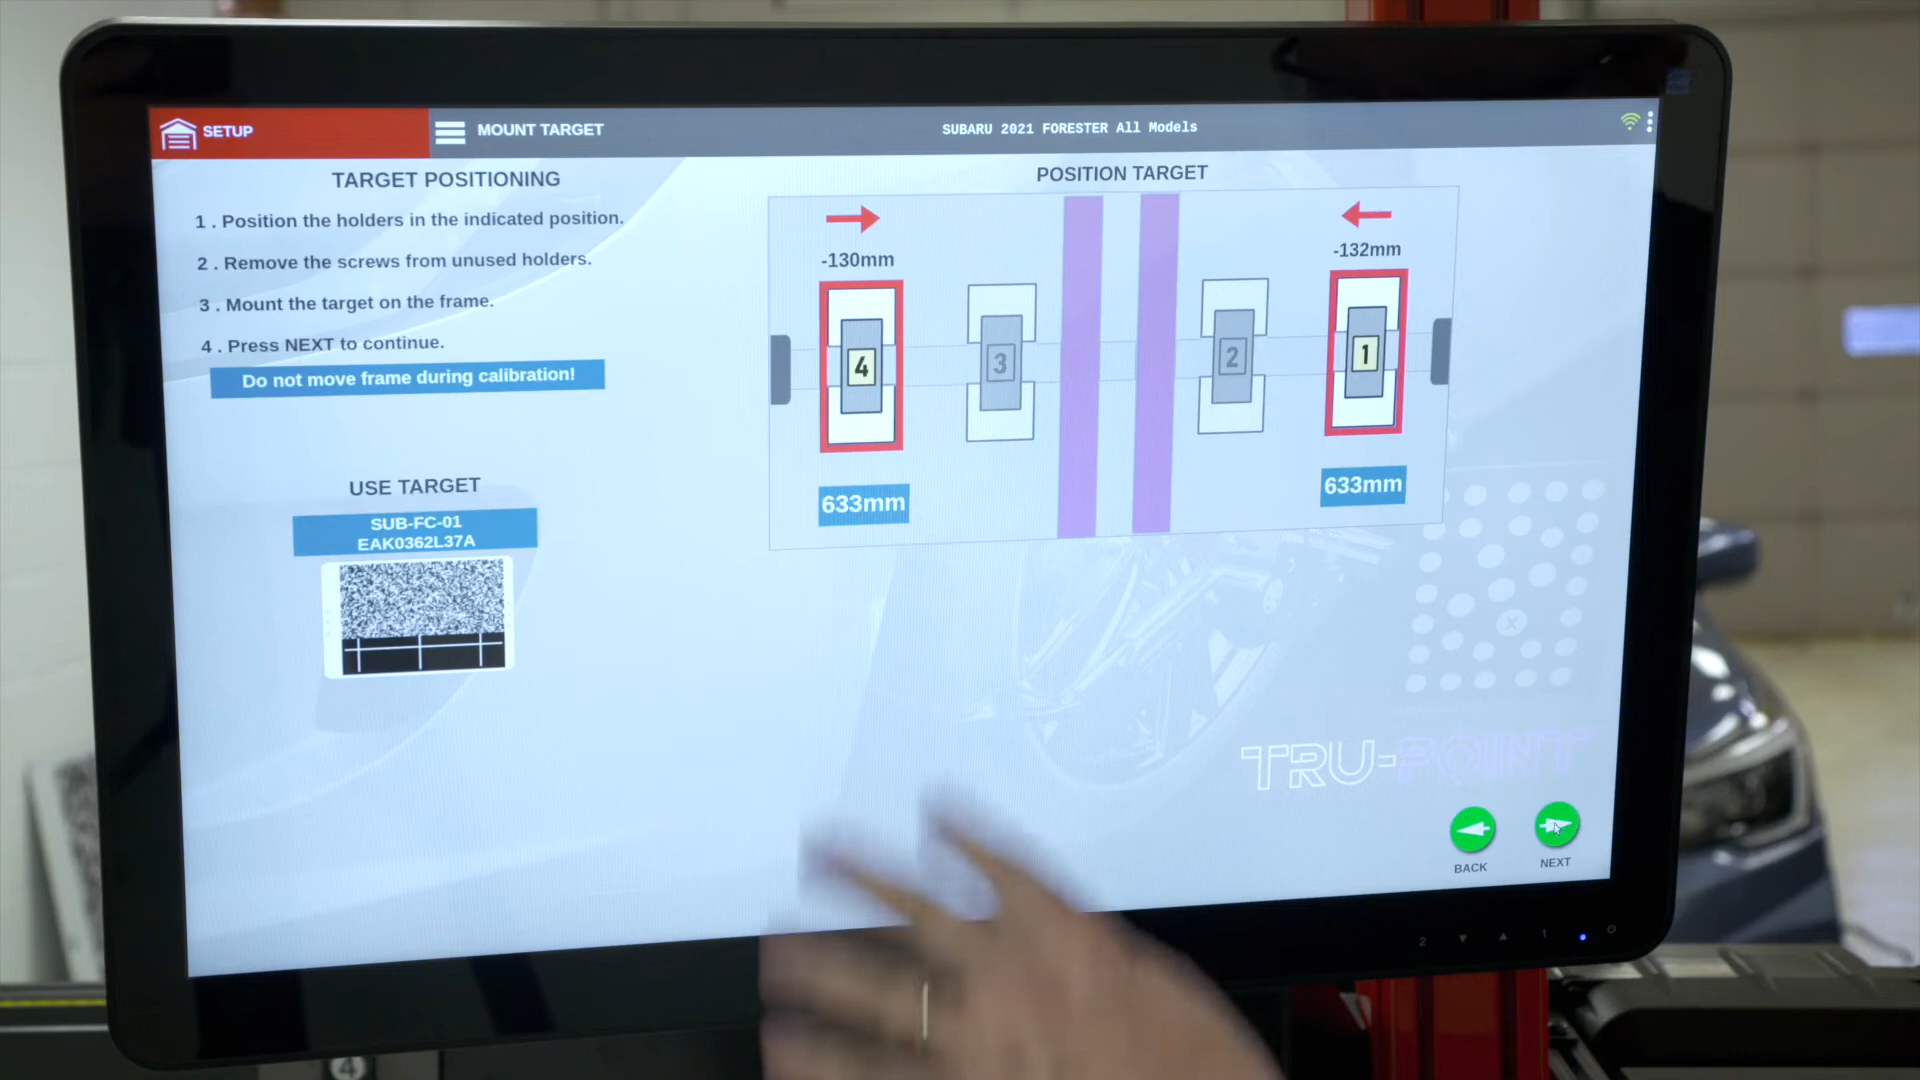 SETUP
MOUNT TARGET
SUBARU 2021 FORESTER All Models
TARGET POSITIONING
1 . Position the holders in the indicated position.
2 . Remove the screws from unused holders.
3 . Mount the target on the frame.
4 . Press NEXT to continue.
Do not move frame during calibration!
USE TARGET
SUB-FC-01
EAK0362L37A
POSITION TARGET
-130mm
-132mm
4
3
2
1
633mm
633mm
X
TRU-POINT
BACK
NEXT
2
1
4